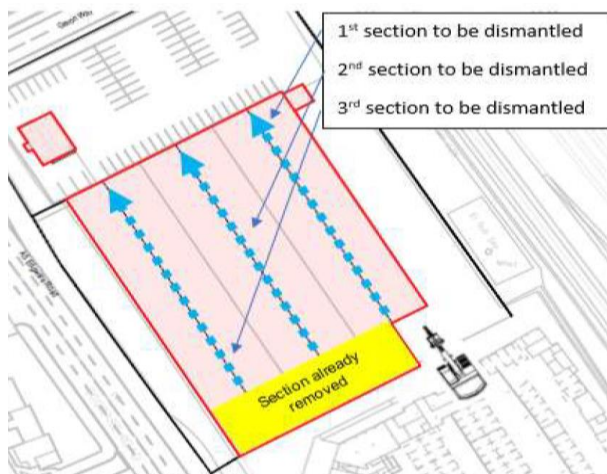 1st section to be dismantled
2nd section to be dismantled
3rd section to be dismantled
Section already
removed